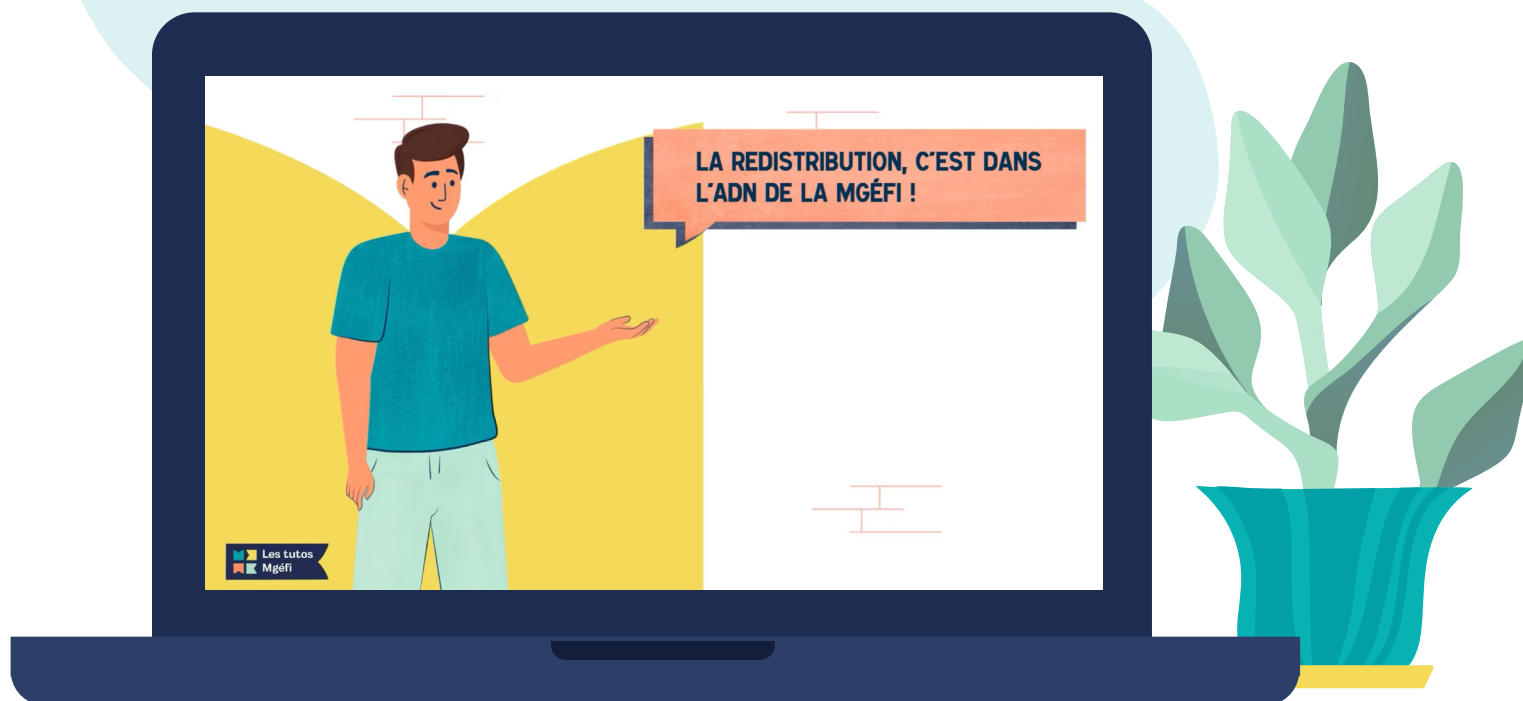 LA REDISTRIBUTION, C'EST DANS
L'ADN DE LA MGÉFI !
Les tutos
Mgéfi